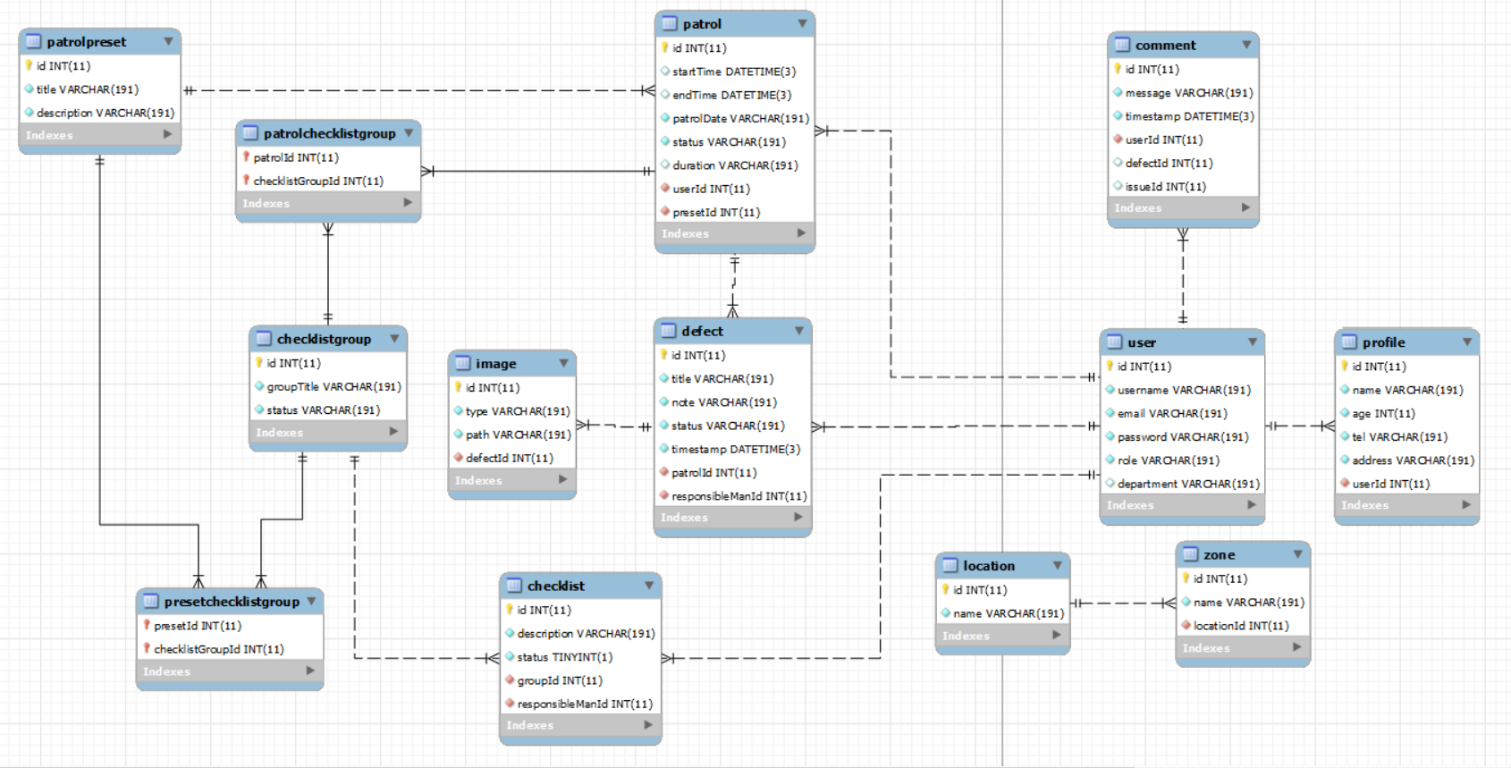 patrolpreset
id INT(11)
title VARCHAR(191)
description VARCHAR(191)
Indexes
patrolchecklistgroup
patrolId INT(11)
checklistGroupId INT(11)
Indexes
patrol
id INT(11)
startTime DATETIME(3)
endTime DATETIME(3)
patrolDate VARCHAR(191)
status VARCHAR(191)
duration VARCHAR(191)
userId INT(11)
presetId INT(11)
Indexes
comment
id INT(11)
message VARCHAR(191)
timestamp DATETIME(3)
userId INT(11)
defectId INT(11)
issueId INT(11)
Indexes
checklistgroup
id INT(11)
groupTitle VARCHAR(191)
status VARCHAR(191)
Indexes
image
id INT(11)
type VARCHAR(191)
path VARCHAR(191)
defectId INT(11)
Indexes
defect
id INT(11)
title VARCHAR(191)
note VARCHAR(191)
status VARCHAR(191)
timestamp DATETIME(3)
patrolId INT(11)
responsibleManId INT(11)
Indexes
user
id INT(11)
username VARCHAR(191)
email VARCHAR(191)
password VARCHAR(191)
role VARCHAR(191)
department VARCHAR(191)
Indexes
profile
id INT(11)
name VARCHAR(191)
age INT(11)
tel VARCHAR(191)
address VARCHAR(191)
userId INT(11)
Indexes
presetchecklistgroup
presetId INT(11)
checklistGroupId INT(11)
Indexes
checklist
id INT(11)
description VARCHAR(191)
status TINYINT(1)
groupId INT(11)
responsibleManId INT(11)
Indexes
location
id INT(11)
name VARCHAR(191)
Indexes
zone
id INT(11)
name VARCHAR(191)
locationId INT(11)
Indexes